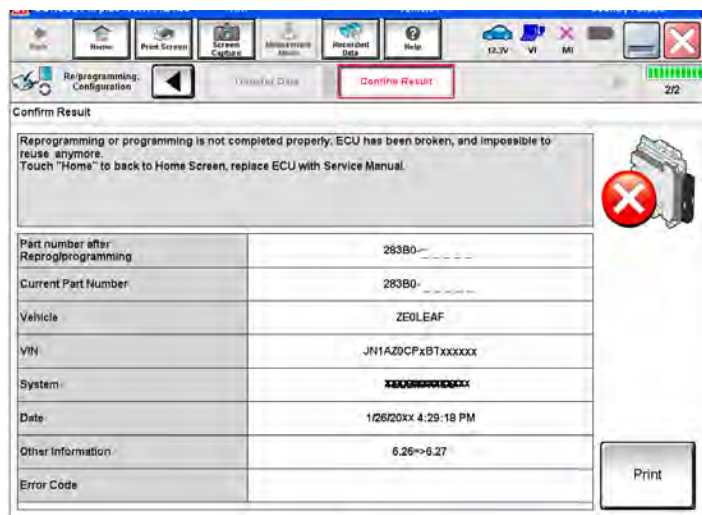 Back
Home
Print Screen
Screen
Capture
Measurement
Mode
Recorded
Data
Help
12.3V
VI
MI
Re/programming,
Configuration
Transfer Data
Confirm Result
2/2
Confirm Result
Reprogramming or programming is not completed properly. ECU has been broken, and impossible to
reuse anymore.
Touch "Home" to back to Home Screen, replace ECU with Service Manual.
Part number after
Reprog/programming
283B0-_ _ _ _ _
Current Part Number
283B0-_ _ _ _ _
Vehicle
ZE0LEAF
VIN
JN1AZ0CPxBTxxxxxx
System
Date
1/26/20xx 4:29:18 PM
Other Information
6.26=>6.27
Error Code
Print